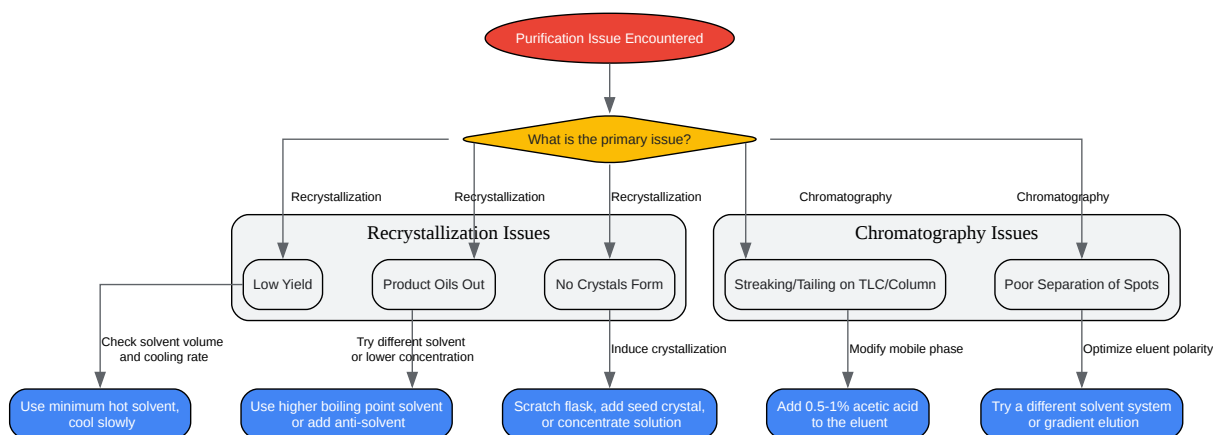 Purification Issue Encountered
What is the primary issue?
Recrystallization
Recrystallization
Recrystallization
Chromatography
Chromatography
Recrystallization Issues
Chromatography Issues
Low Yield
Product Oils Out
No Crystals Form
Streaking/Tailing on TLC/Column
Poor Separation of Spots
Check solvent volume
and cooling rate
Try different solvent
or lower concentration
Induce crystallization
Modify mobile phase
Optimize eluent polarity
Use minimum hot solvent,
cool slowly
Use higher boiling point solvent
or add anti-solvent
Scratch flask, add seed crystal,
or concentrate solution
Add 0.5-1% acetic acid
to the eluent
Try a different solvent system
or gradient elution